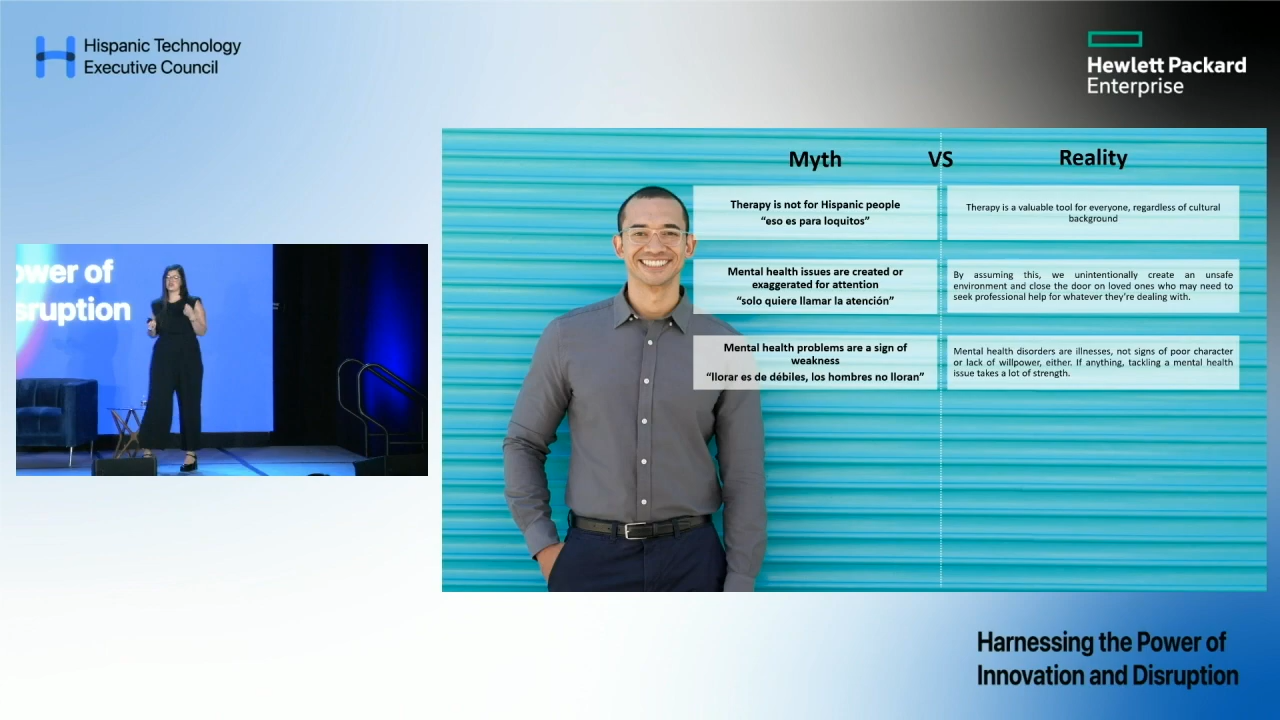 Hispanic Technology
Executive Council
Hewlett Packard
Enterprise
ower of
sruption
Myth
VS
Reality
Therapy is not for Hispanic people
“eso es para loquitos”
Therapy is a valuable tool for everyone, regardless of cultural
background
Mental health issues are created or
exaggerated for attention
“solo quiere llamar la atención”
By assuming this, we unintentionally create an unsafe
environment and close the door on loved ones who may need to
seek professional help for whatever they’re dealing with.
Mental health problems are a sign of
weakness
“llorar es de débiles, los hombres no lloran”
Mental health disorders are illnesses, not signs of poor character
or lack of willpower, either. If anything, tackling a mental health
issue takes a lot of strength.
Harnessing the Power of
Innovation and Disruption